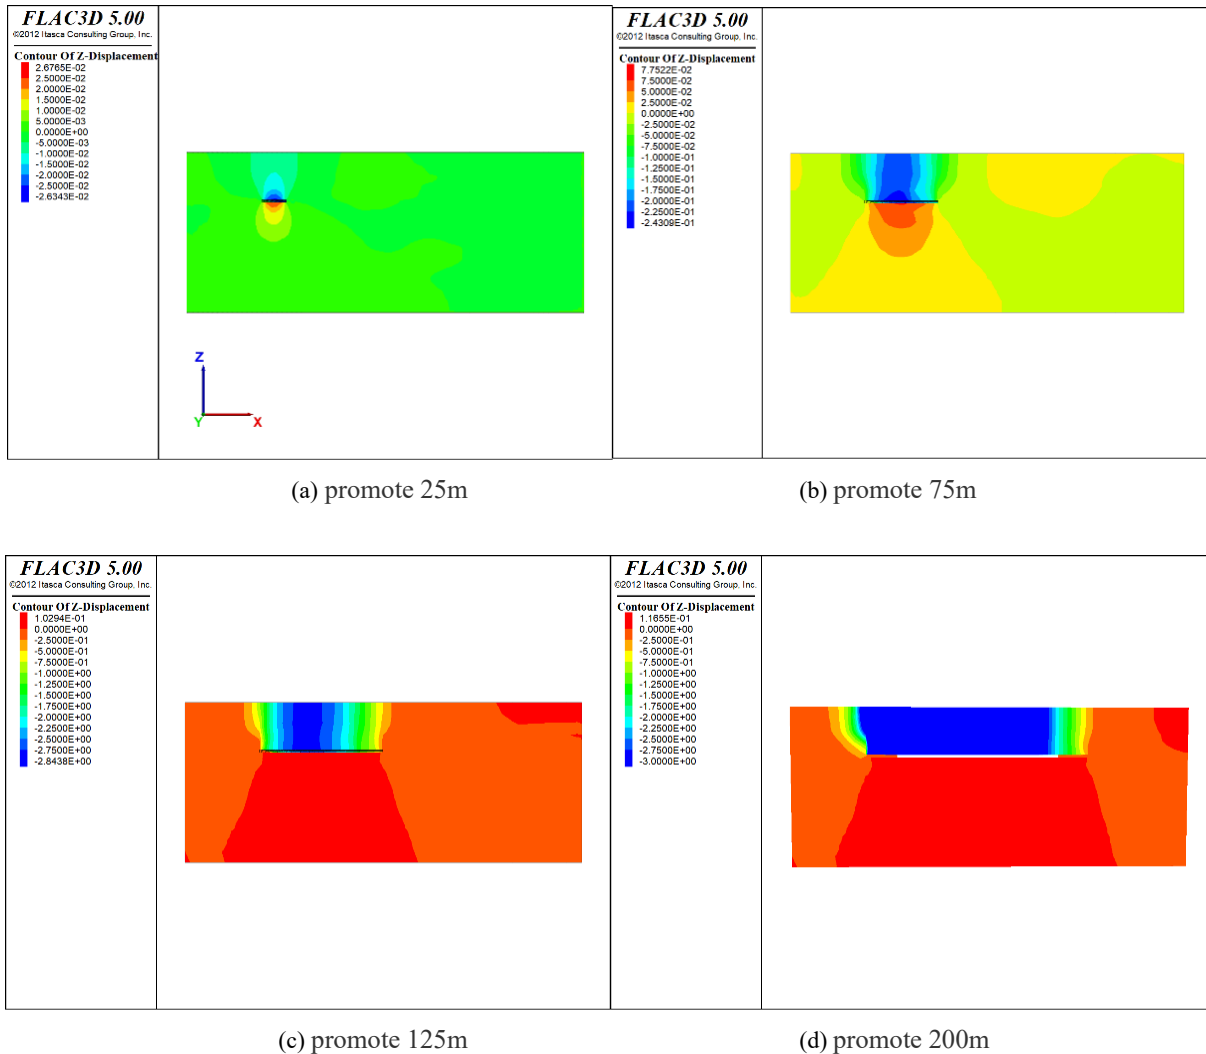 FLAC3D 5.00
©2012 Itasca Consulting Group, Inc.
Contour Of Z-Displacement
2.6765E-02
2.5000E-02
2.0000E-02
1.5000E-02
1.0000E-02
5.0000E-03
0.0000E+00
-5.0000E-03
-1.0000E-02
-1.5000E-02
-2.0000E-02
-2.5000E-02
-2.6343E-02
Z
Y
X
FLAC3D 5.00
©2012 Itasca Consulting Group, Inc.
Contour Of Z-Displacement
7.7522E-02
7.5000E-02
5.0000E-02
2.5000E-02
0.0000E+00
-2.5000E-02
-5.0000E-02
-7.5000E-02
-1.0000E-01
-1.2500E-01
-1.5000E-01
-1.7500E-01
-2.0000E-01
-2.2500E-01
-2.4309E-01
(a) promote 25m
(b) promote 75m
FLAC3D 5.00
©2012 Itasca Consulting Group, Inc.
Contour Of Z-Displacement
1.0294E-01
0.0000E+00
-2.5000E-01
-5.0000E-01
-7.5000E-01
-1.0000E+00
-1.2500E+00
-1.5000E+00
-1.7500E+00
-2.0000E+00
-2.2500E+00
-2.5000E+00
-2.7500E+00
-2.8438E+00
FLAC3D 5.00
©2012 Itasca Consulting Group, Inc.
Contour Of Z-Displacement
1.1655E-01
0.0000E+00
-2.5000E-01
-5.0000E-01
-7.5000E-01
-1.0000E+00
-1.2500E+00
-1.5000E+00
-1.7500E+00
-2.0000E+00
-2.2500E+00
-2.5000E+00
-2.7500E+00
-3.0000E+00
(c) promote 125m
(d) promote 200m